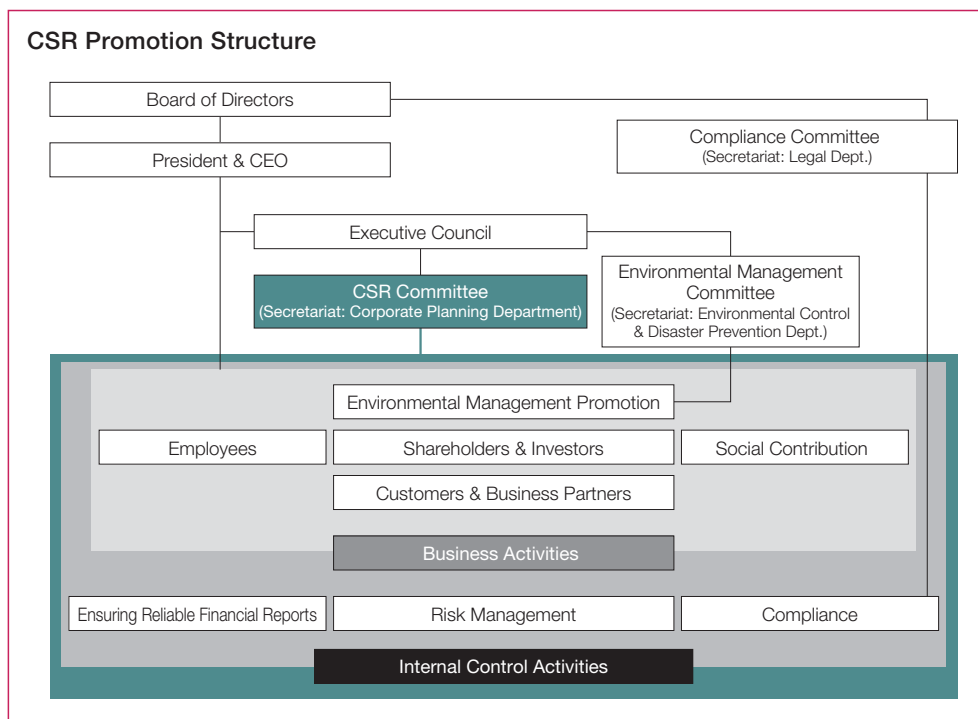 CSR Promotion Structure
Board of Directors
Compliance Committee
(Secretariat: Legal Dept.)
President & CEO
Executive Council
CSR Committee
(Secretariat: Corporate Planning Department)
Environmental Management
Committee
(Secretariat: Environmental Control
& Disaster Prevention Dept.)
Environmental Management Promotion
Employees
Shareholders & Investors
Social Contribution
Customers & Business Partners
Business Activities
Ensuring Reliable Financial Reports
Risk Management
Compliance
Internal Control Activities